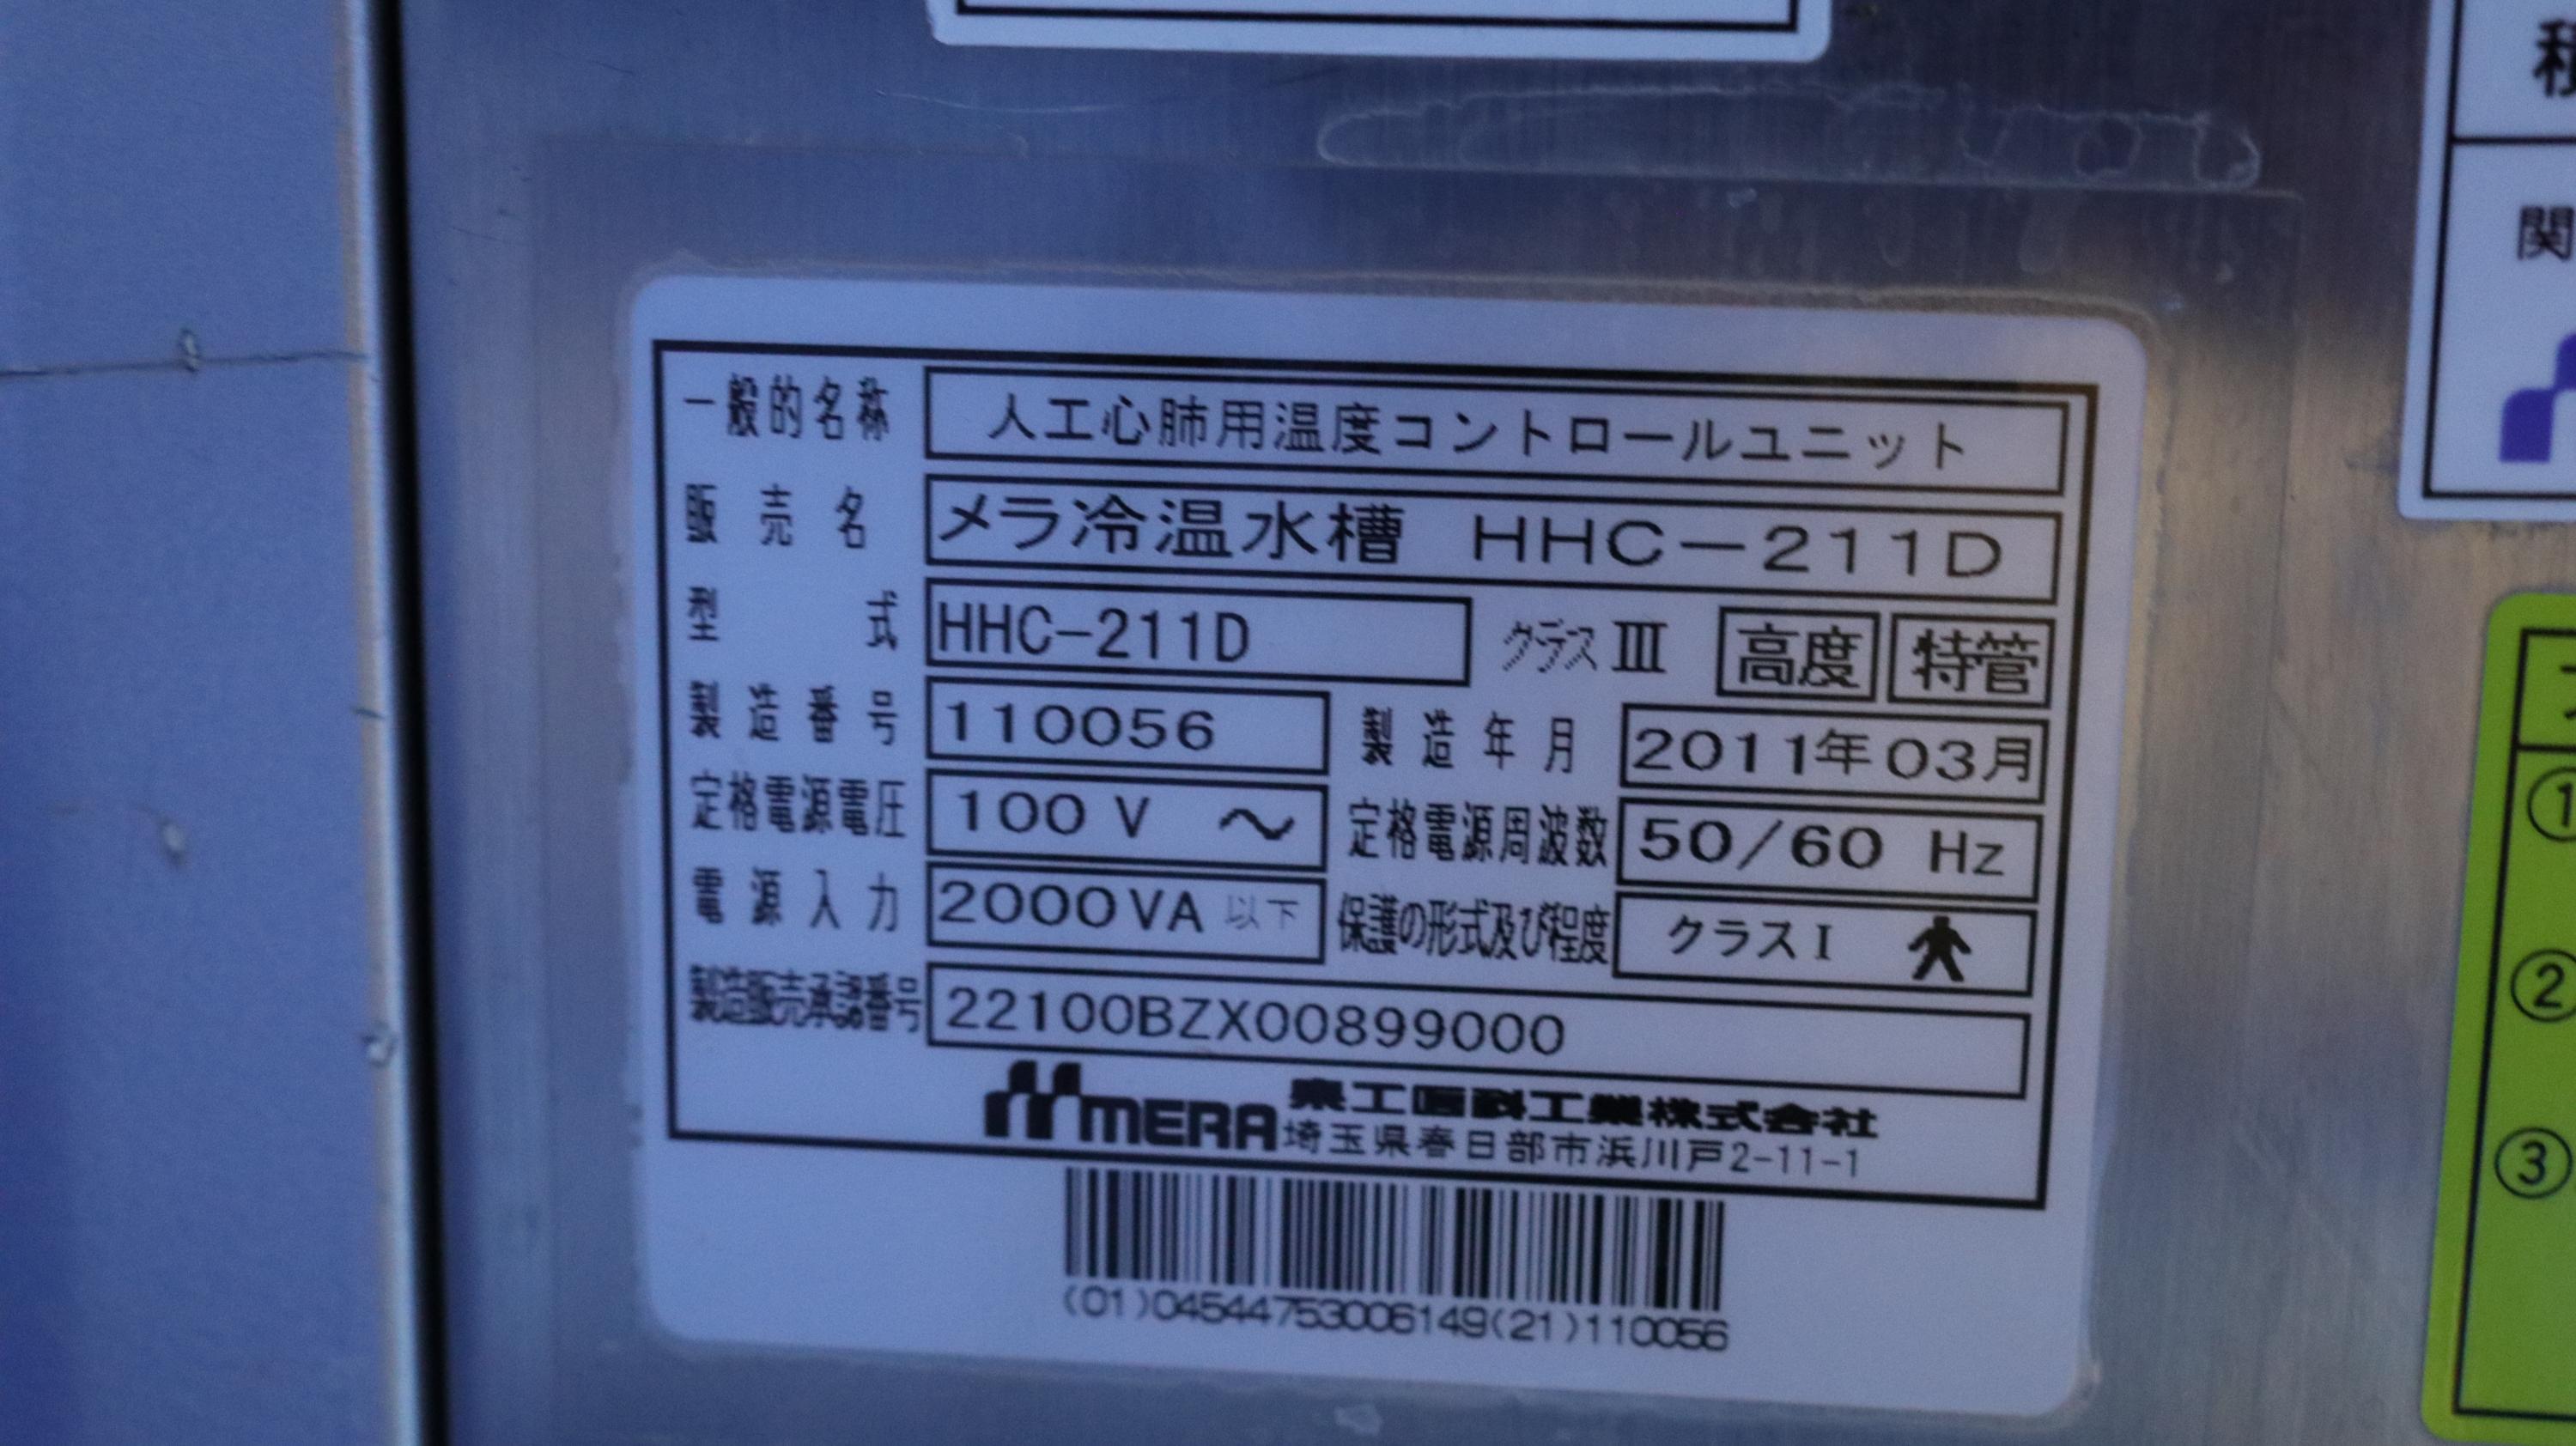 一般的名称 人工心肺用温度コントロールユニット
販売名 メラ冷温水槽 HHC-211D
型式 HHC-211D クラスIII 高度 特管
製造番号 110056 製造年月 2011年03月
定格電源電圧 100 V ~ 定格電源周波数 50/60 Hz
電源入力 2000VA 以下 保護の形式及び程度 クラスI
製造販売承認番号 22100BZX00899000
MERA 泉工医科工業株式会社
埼玉県春日部市浜川戸2-11-1
(01)04544753006149(21)110056
関
①
②
③